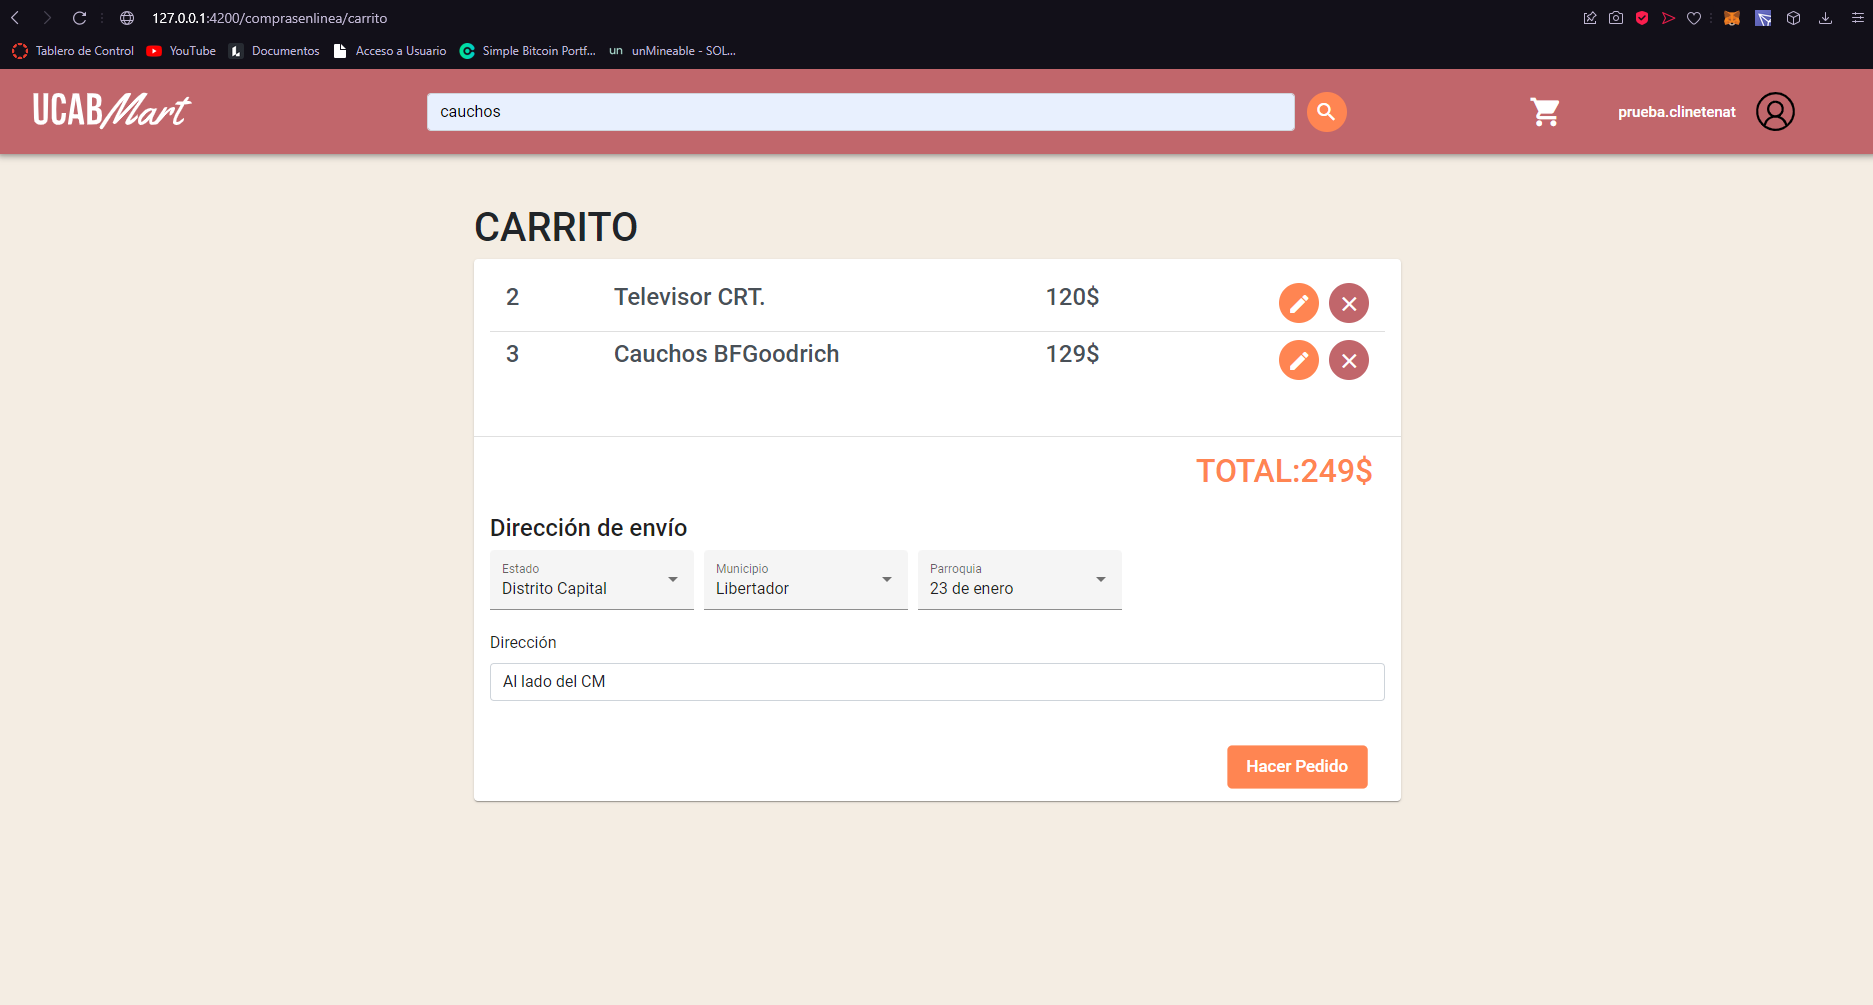 127.0.0.1:4200/comprasenlinea/carrito
Tablero de Control YouTube Documentos Acceso a Usuario Simple Bitcoin Portf... un unMineable - SOL...
UCABMart cauchos prueba.clinetenat
CARRITO
2 Televisor CRT. 120$
3 Cauchos BFGoodrich 129$
TOTAL:249$
Dirección de envío
Estado Municipio Parroquia
Distrito Capital Libertador 23 de enero
Dirección
Al lado del CM
Hacer Pedido